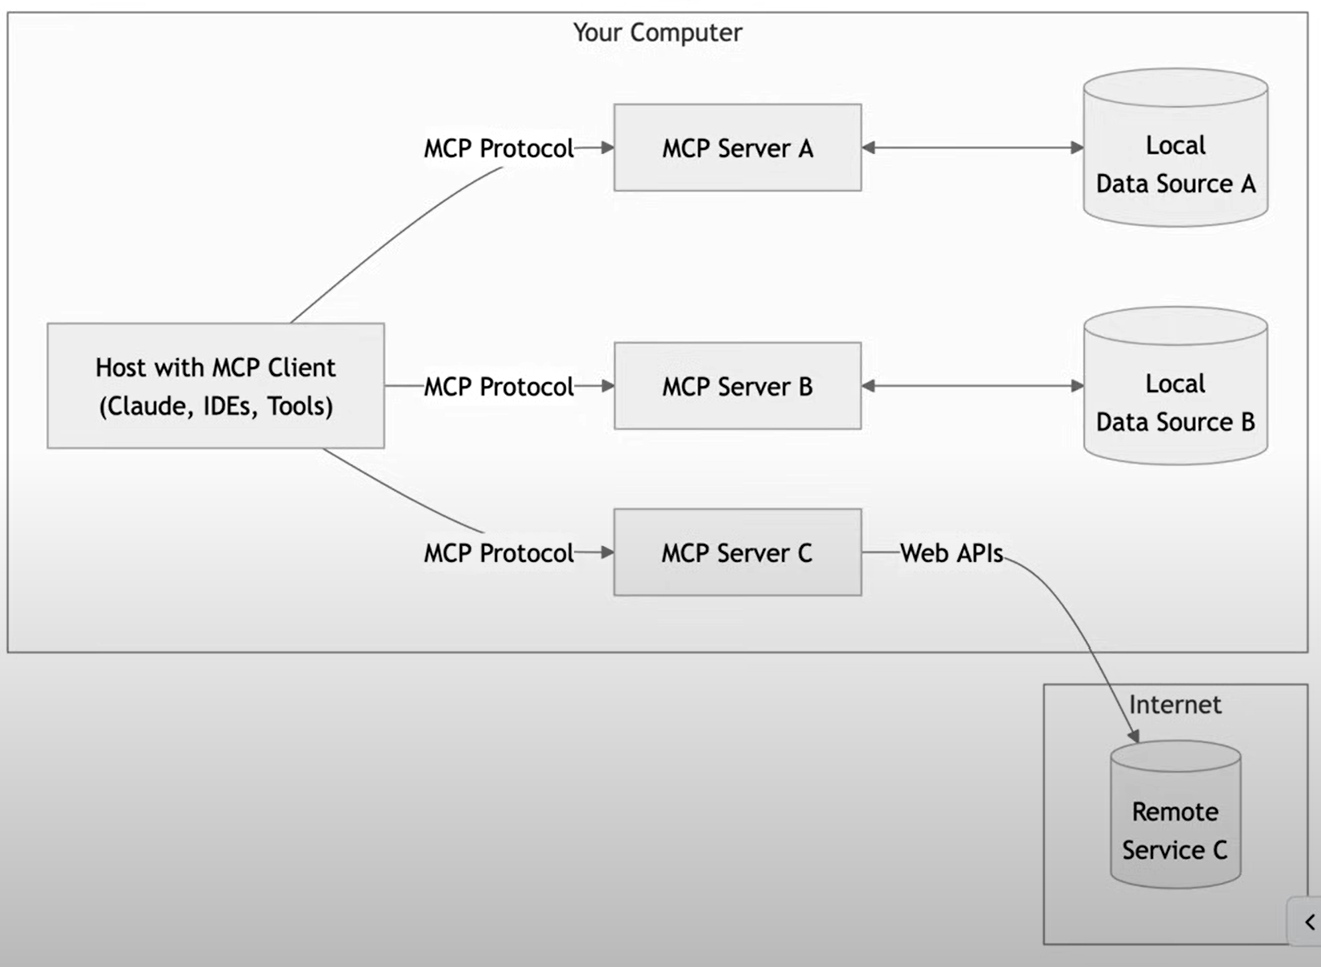 Your Computer
MCP Protocol
MCP Server A
Local
Data Source A
Host with MCP Client
(Claude, IDEs, Tools)
MCP Protocol
MCP Server B
Local
Data Source B
MCP Protocol
MCP Server C
Web APIs
Internet
Remote
Service C